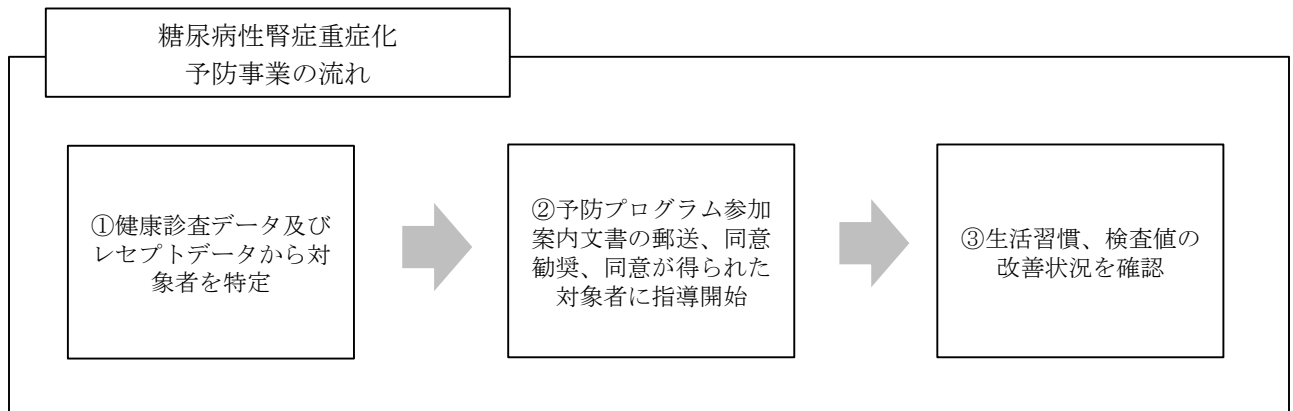 糖尿病性腎症重症化
予防事業の流れ
①健康診査データ及び
レセプトデータから対
象者を特定
②予防プログラム参加
案内文書の郵送、同意
勧奨、同意が得られた
対象者に指導開始
③生活習慣、検査値の
改善状況を確認